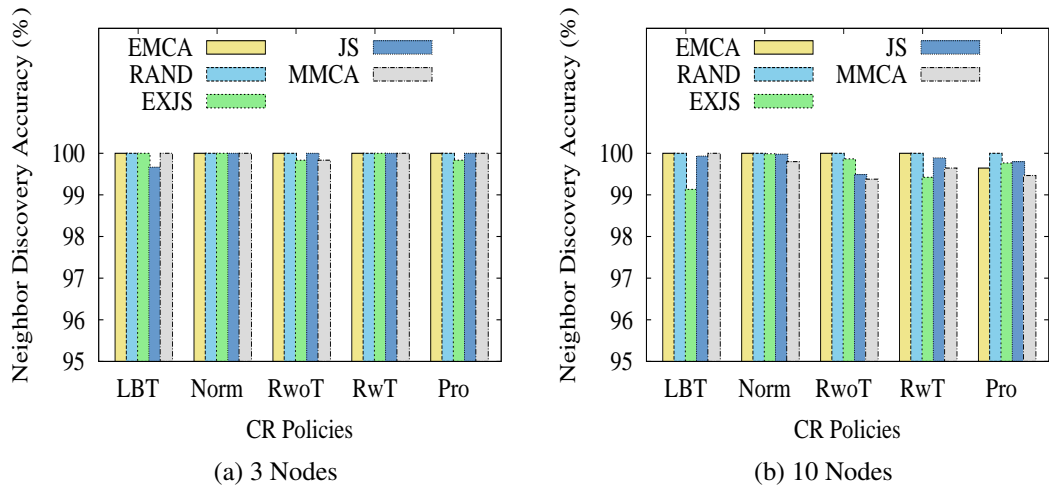 Neighbor Discovery Accuracy (%)
EMCA
RAND
EXJS
JS
MMCA
100
99
98
97
96
95
LBT Norm RwoT RwT Pro
CR Policies
(a) 3 Nodes
Neighbor Discovery Accuracy (%)
EMCA
RAND
EXJS
JS
MMCA
100
99
98
97
96
95
LBT Norm RwoT RwT Pro
CR Policies
(b) 10 Nodes